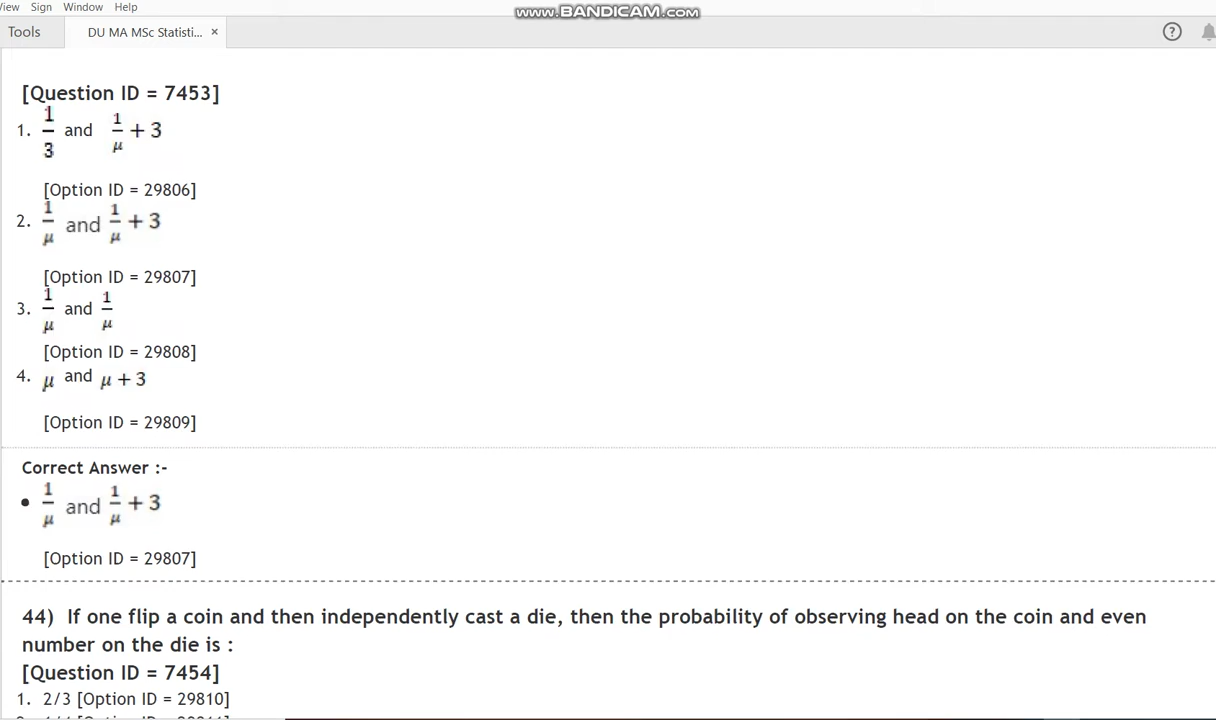 View Sign Window Help
www.BANDICAM.com
Tools DU MA MSc Statisti... ×
?
[Question ID = 7453]
1. 1/3 and 1/μ + 3
[Option ID = 29806]
2. 1/μ and 1/μ + 3
[Option ID = 29807]
3. 1/μ and 1/μ
[Option ID = 29808]
4. μ and μ + 3
[Option ID = 29809]
Correct Answer :-
• 1/μ and 1/μ + 3
[Option ID = 29807]
44) If one flip a coin and then independently cast a die, then the probability of observing head on the coin and even
number on the die is :
[Question ID = 7454]
1. 2/3 [Option ID = 29810]